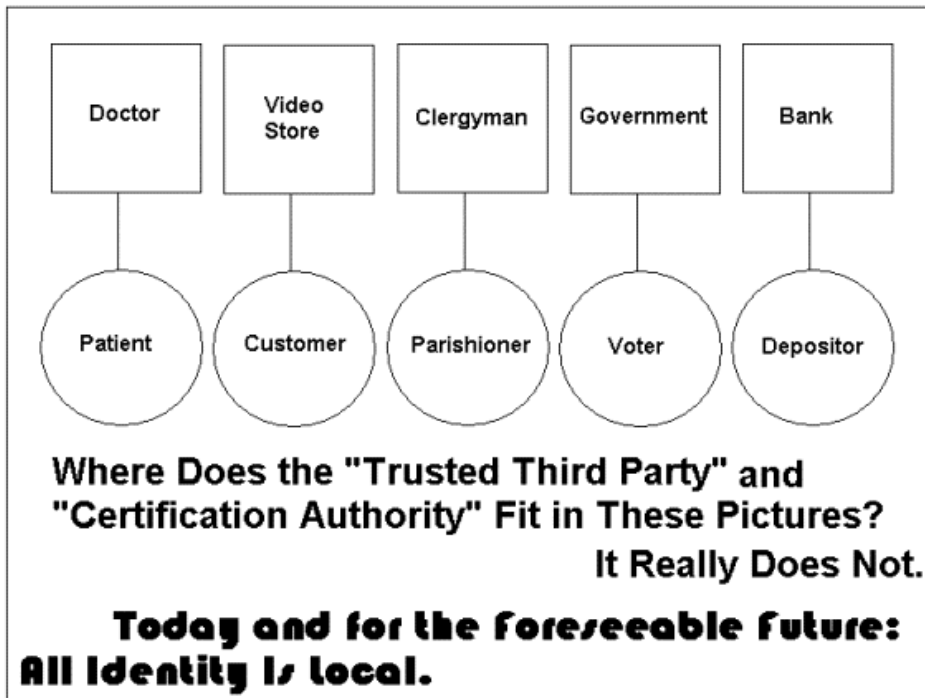 Doctor
Video
Store
Clergyman
Government
Bank
Patient
Customer
Parishioner
Voter
Depositor
Where Does the "Trusted Third Party" and
"Certification Authority" Fit in These Pictures?
It Really Does Not.
Today and for the Foreseeable Future:
All Identity Is Local.